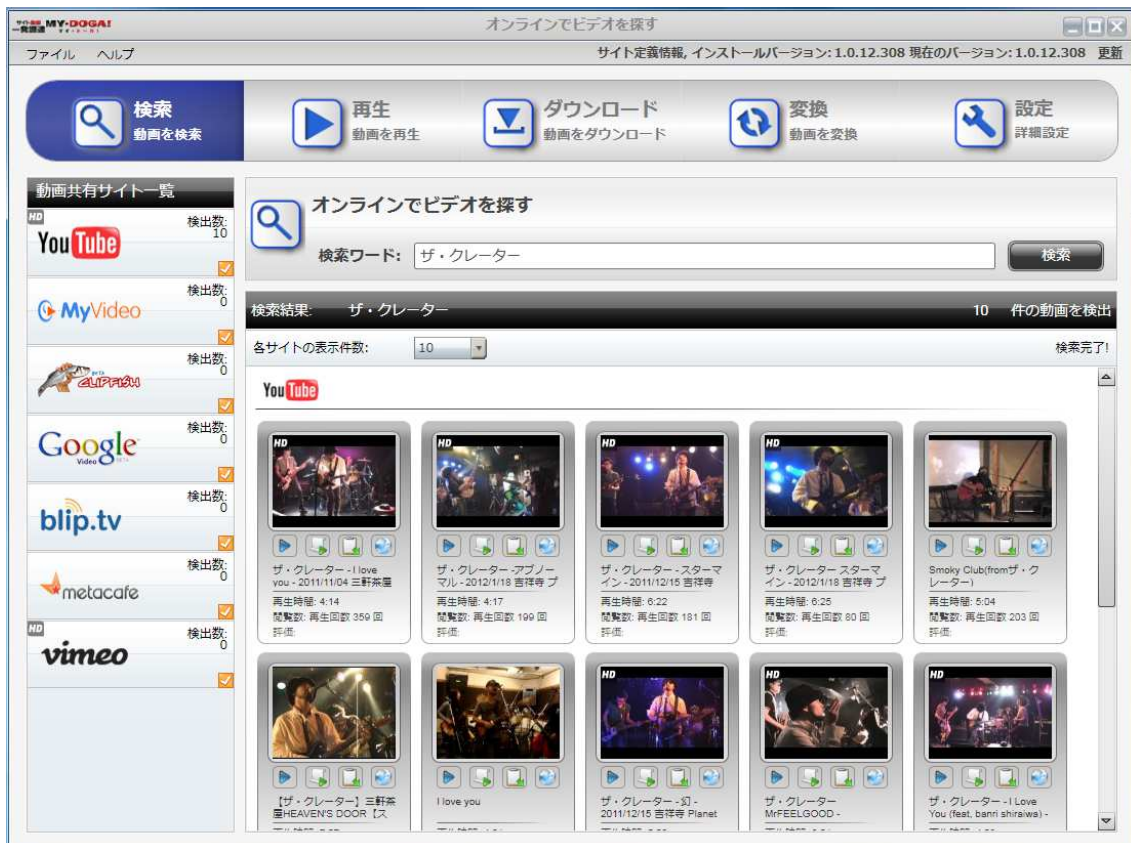 MY-DOGA!
オンラインでビデオを探す
ファイル ヘルプ
サイト定義情報, インストールバージョン: 1.0.12.308 現在のバージョン: 1.0.12.308 更新
検索
動画を検索
再生
動画を再生
ダウンロード
動画をダウンロード
変換
動画を変換
設定
詳細設定
動画共有サイト一覧
HD
YouTube
検出数: 10
MyVideo
検出数: 0
CLIPFISH
検出数: 0
Google
Video BETA
検出数: 0
blip.tv
検出数: 0
metacafe
検出数: 0
HD
vimeo
検出数: 0
オンラインでビデオを探す
検索ワード: ザ・クレーター 検索
検索結果: ザ・クレーター 10 件の動画を検出
各サイトの表示件数: 10 検索完了!
YouTube
HD
ザ・クレーター - I love
you - 2011/11/04 三軒茶屋
再生時間: 4:14
閲覧数: 再生回数 359 回
評価:
HD
ザ・クレーター -アブノー
マル - 2012/1/18 吉祥寺 プ
再生時間: 4:17
閲覧数: 再生回数 199 回
評価:
HD
ザ・クレーター -スターマ
イン - 2011/12/15 吉祥寺
再生時間: 6:22
閲覧数: 再生回数 181 回
評価:
HD
ザ・クレーター スターマ
イン - 2012/1/18 吉祥寺 プ
再生時間: 6:25
閲覧数: 再生回数 80 回
評価:
Smoky Club(fromザ・ク
レーター)
再生時間: 5:04
閲覧数: 再生回数 203 回
評価:
【ザ・クレーター】三軒茶
屋HEAVEN'S DOOR【ス
I love you
HD
ザ・クレーター - 幻 -
2011/12/15 吉祥寺 Planet
HD
ザ・クレーター
MrFEELGOOD -
HD
ザ・クレーター - I Love
You (feat. banri shiraiwa) -